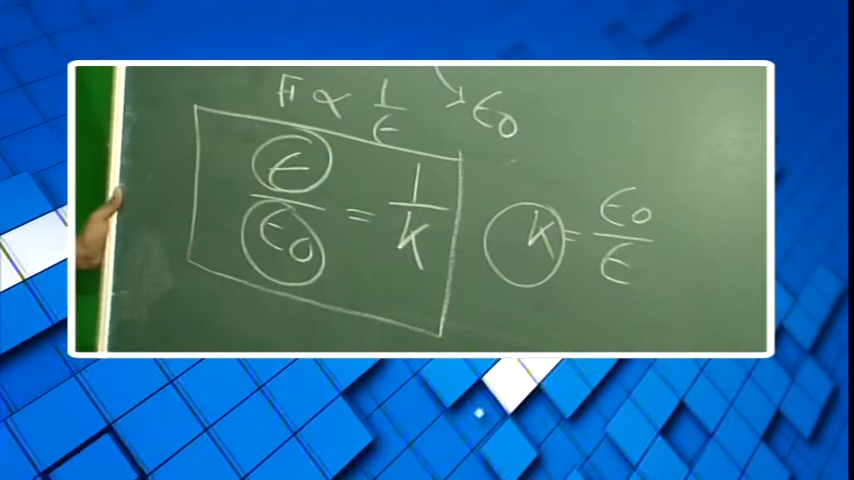 F ∝ 1/ϵ → ϵ₀
ϵ/ϵ₀ = 1/K
K = ϵ₀/ϵ